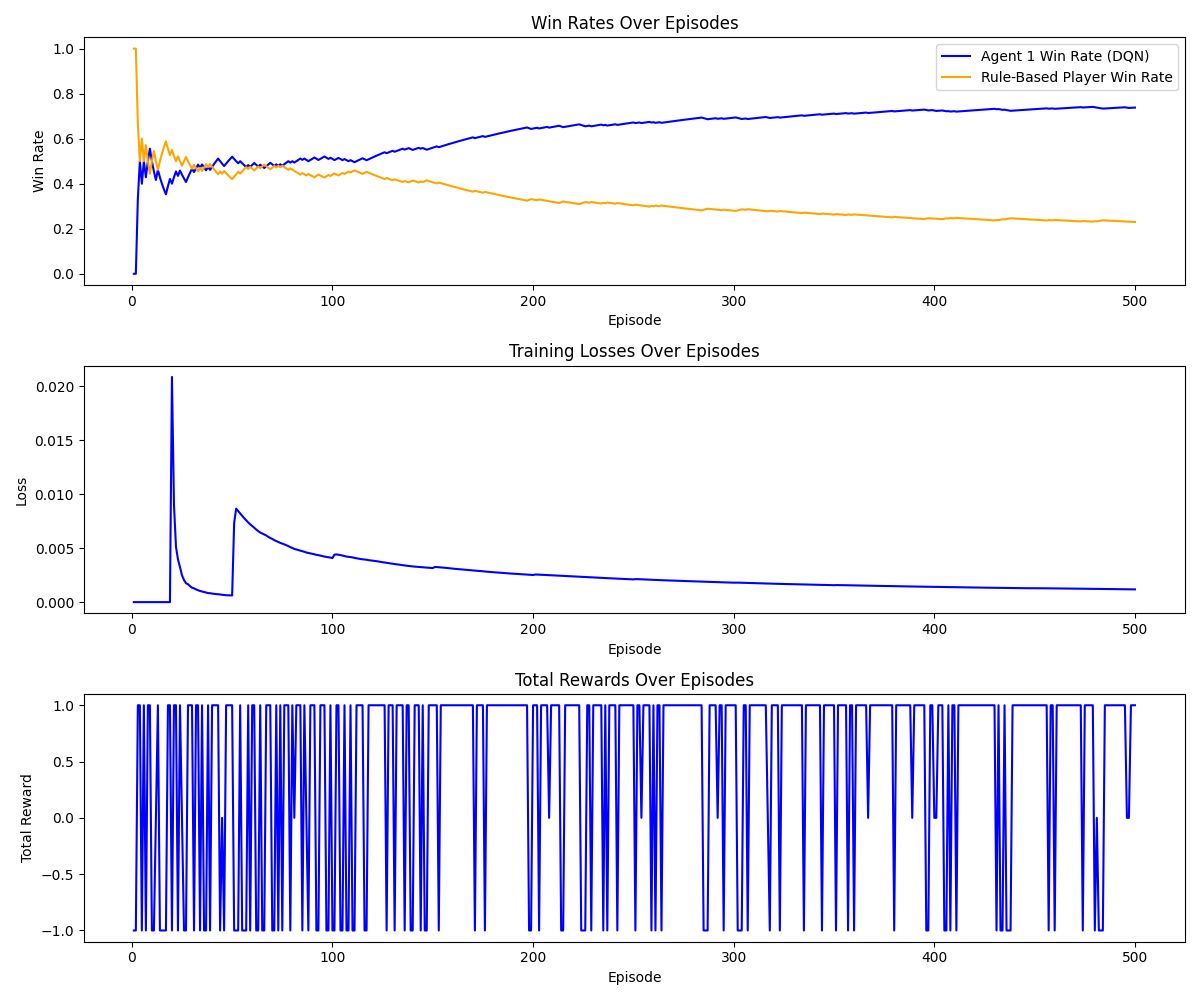 Win Rates Over Episodes
Win Rate
1.0
0.8
0.6
0.4
0.2
0.0
Agent 1 Win Rate (DQN)
Rule-Based Player Win Rate
0 100 200 300 400 500
Episode
Training Losses Over Episodes
Loss
0.020
0.015
0.010
0.005
0.000
0 100 200 300 400 500
Episode
Total Rewards Over Episodes
Total Reward
1.0
0.5
0.0
−0.5
−1.0
0 100 200 300 400 500
Episode